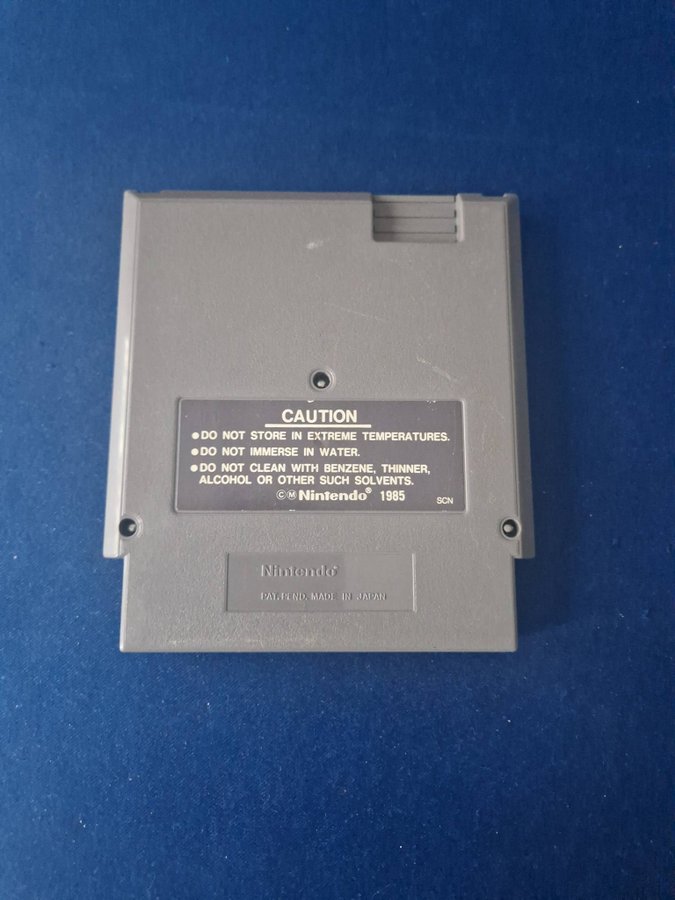 CAUTION
●DO NOT STORE IN EXTREME TEMPERATURES.
●DO NOT IMMERSE IN WATER.
●DO NOT CLEAN WITH BENZENE, THINNER,
ALCOHOL OR OTHER SUCH SOLVENTS.
©Ⓜ Nintendo® 1985 SCN
Nintendo®
PAT. PEND. MADE IN JAPAN